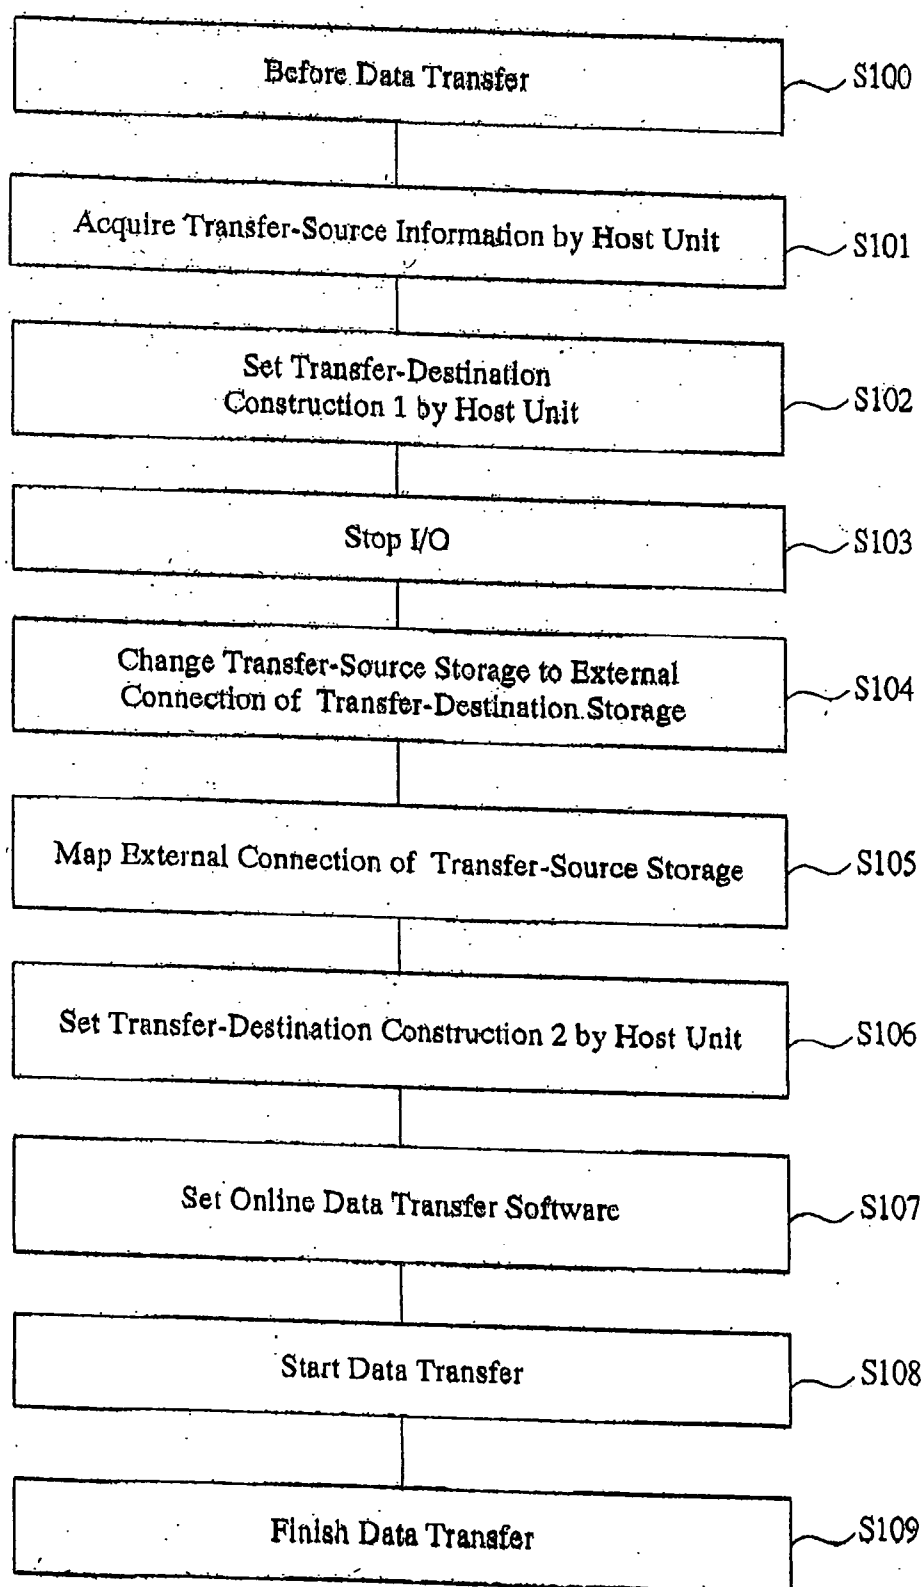 Before Data Transfer
S100
Acquire Transfer-Source Information by Host Unit
S101
Set Transfer-Destination
Construction 1 by Host Unit
S102
Stop I/O
S103
Change Transfer-Source Storage to External
Connection of Transfer-Destination Storage
S104
Map External Connection of Transfer-Source Storage
S105
Set Transfer-Destination Construction 2 by Host Unit
S106
Set Online Data Transfer Software
S107
Start Data Transfer
S108
Finish Data Transfer
S109